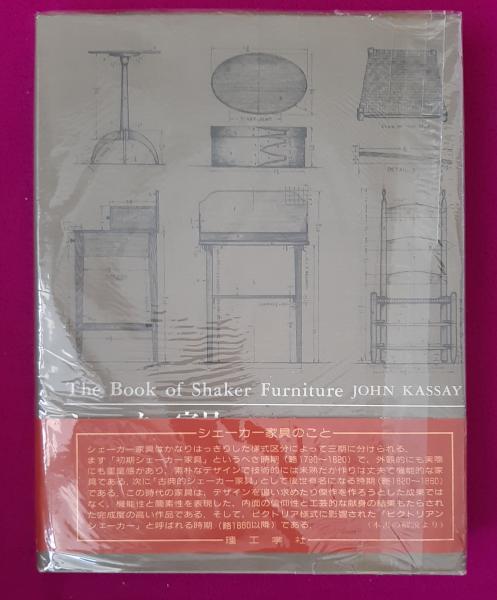 The Book of Shaker Furniture JOHN KASSAY
シェーカー家具のこと
シェーカー家具はかなりはっきりした様式区分によって三期に分けられる。
まず「初期シェーカー家具」というべき時期（略1790～1820）で、外観的にも実際
にも重量感があり、素朴なデザインで技術的には未熟だが作りは丈夫で機能的な家
具である。次に「古典的シェーカー家具」として後世有名になる時期（略1820～1860）
である。この時代の家具は、デザインを追い求めたり傑作を作ろうとした成果では
なく、機能性と簡素性を表現した、内面の信仰性と工芸的な献身の結果もたらされ
た完成度の高い作品である。そして、ビクトリア様式に影響された「ビクトリアン
シェーカー」と呼ばれる時期（略1860以降）である。（本書の解説より）
理工学社